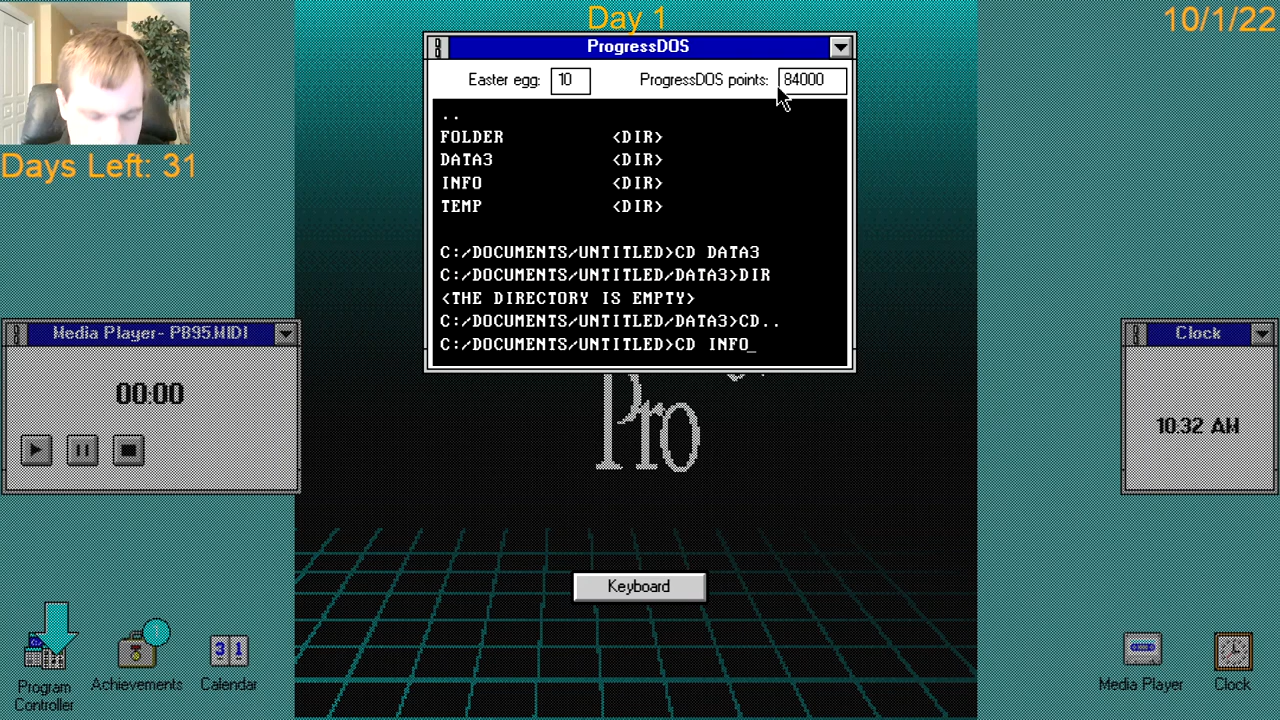 Day 1
10/1/22
ProgressDOS
Easter egg: 10 ProgressDOS points: 84000
..
FOLDER <DIR>
DATA3 <DIR>
INFO <DIR>
TEMP <DIR>
C:/DOCUMENTS/UNTITLED>CD DATA3
C:/DOCUMENTS/UNTITLED/DATA3>DIR
<THE DIRECTORY IS EMPTY>
C:/DOCUMENTS/UNTITLED/DATA3>CD..
C:/DOCUMENTS/UNTITLED>CD INFO_
Days Left: 31
Media Player- PB95.MIDI
00:00
Clock
10:32 AM
Pro
Keyboard
Program
Controller
Achievements
1
31
Calendar
Media Player
Clock